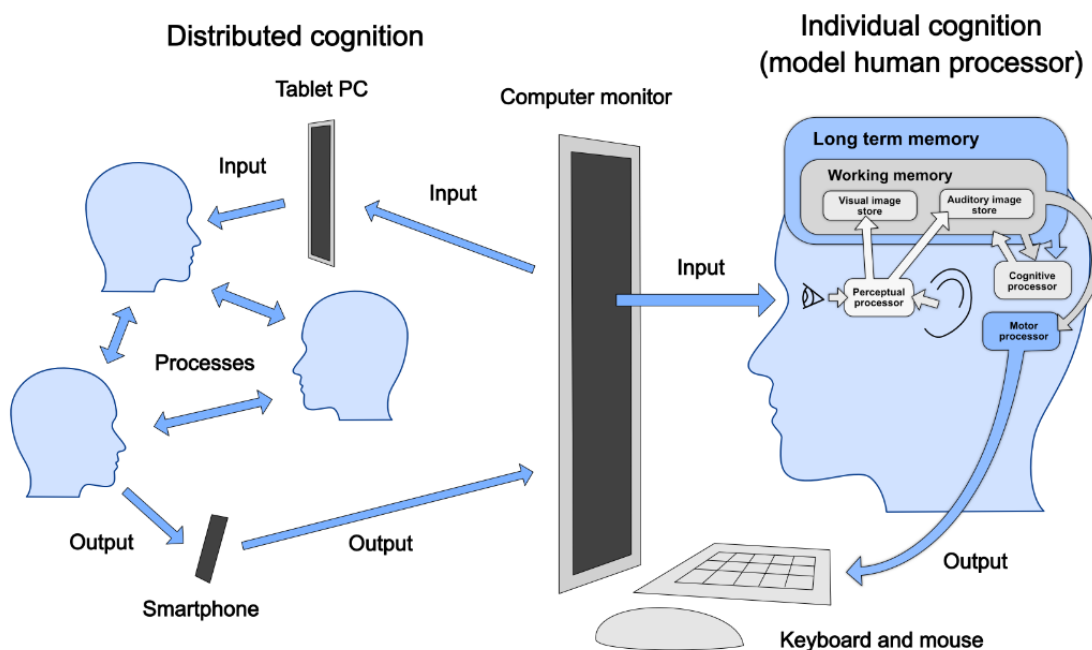 Distributed cognition
Individual cognition
(model human processor)
Tablet PC
Computer monitor
Input
Input
Input
Processes
Output
Output
Smartphone
Long term memory
Working memory
Visual image
store
Auditory image
store
Perceptual
processor
Cognitive
processor
Motor
processor
Output
Keyboard and mouse